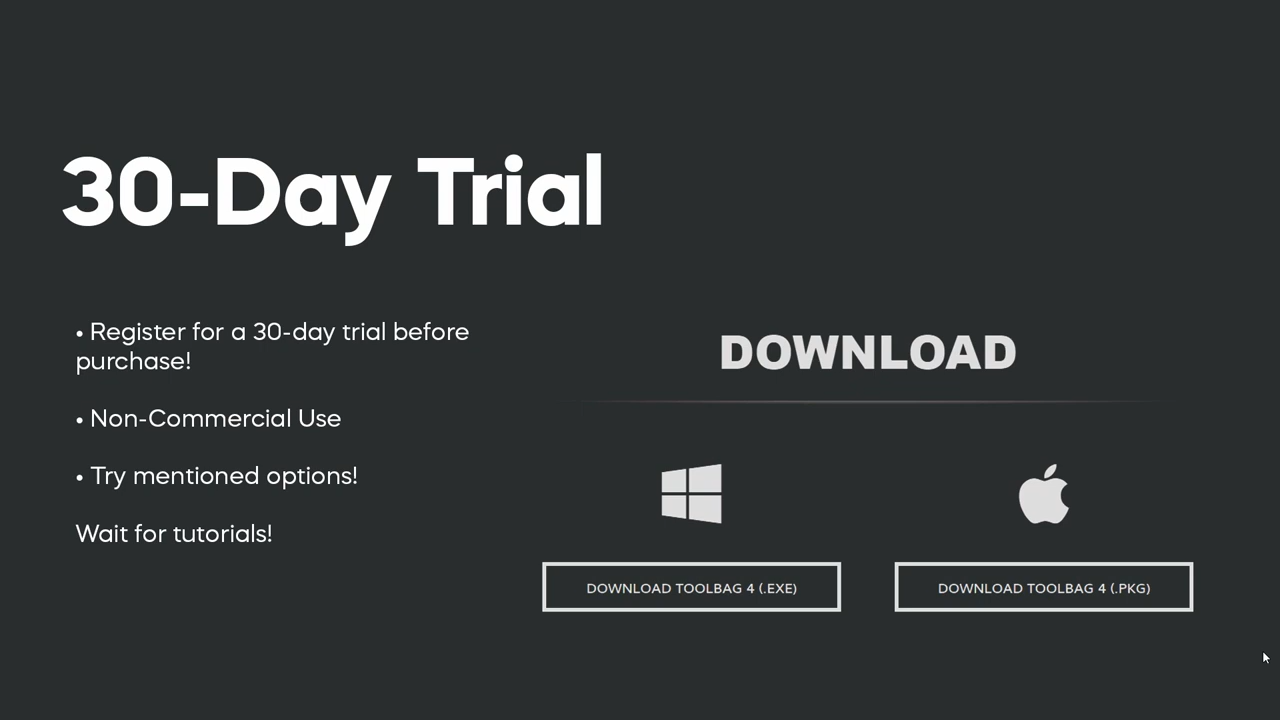 30-Day Trial
• Register for a 30-day trial before
purchase!
• Non-Commercial Use
• Try mentioned options!
Wait for tutorials!
DOWNLOAD
DOWNLOAD TOOLBAG 4 (.EXE)
DOWNLOAD TOOLBAG 4 (.PKG)